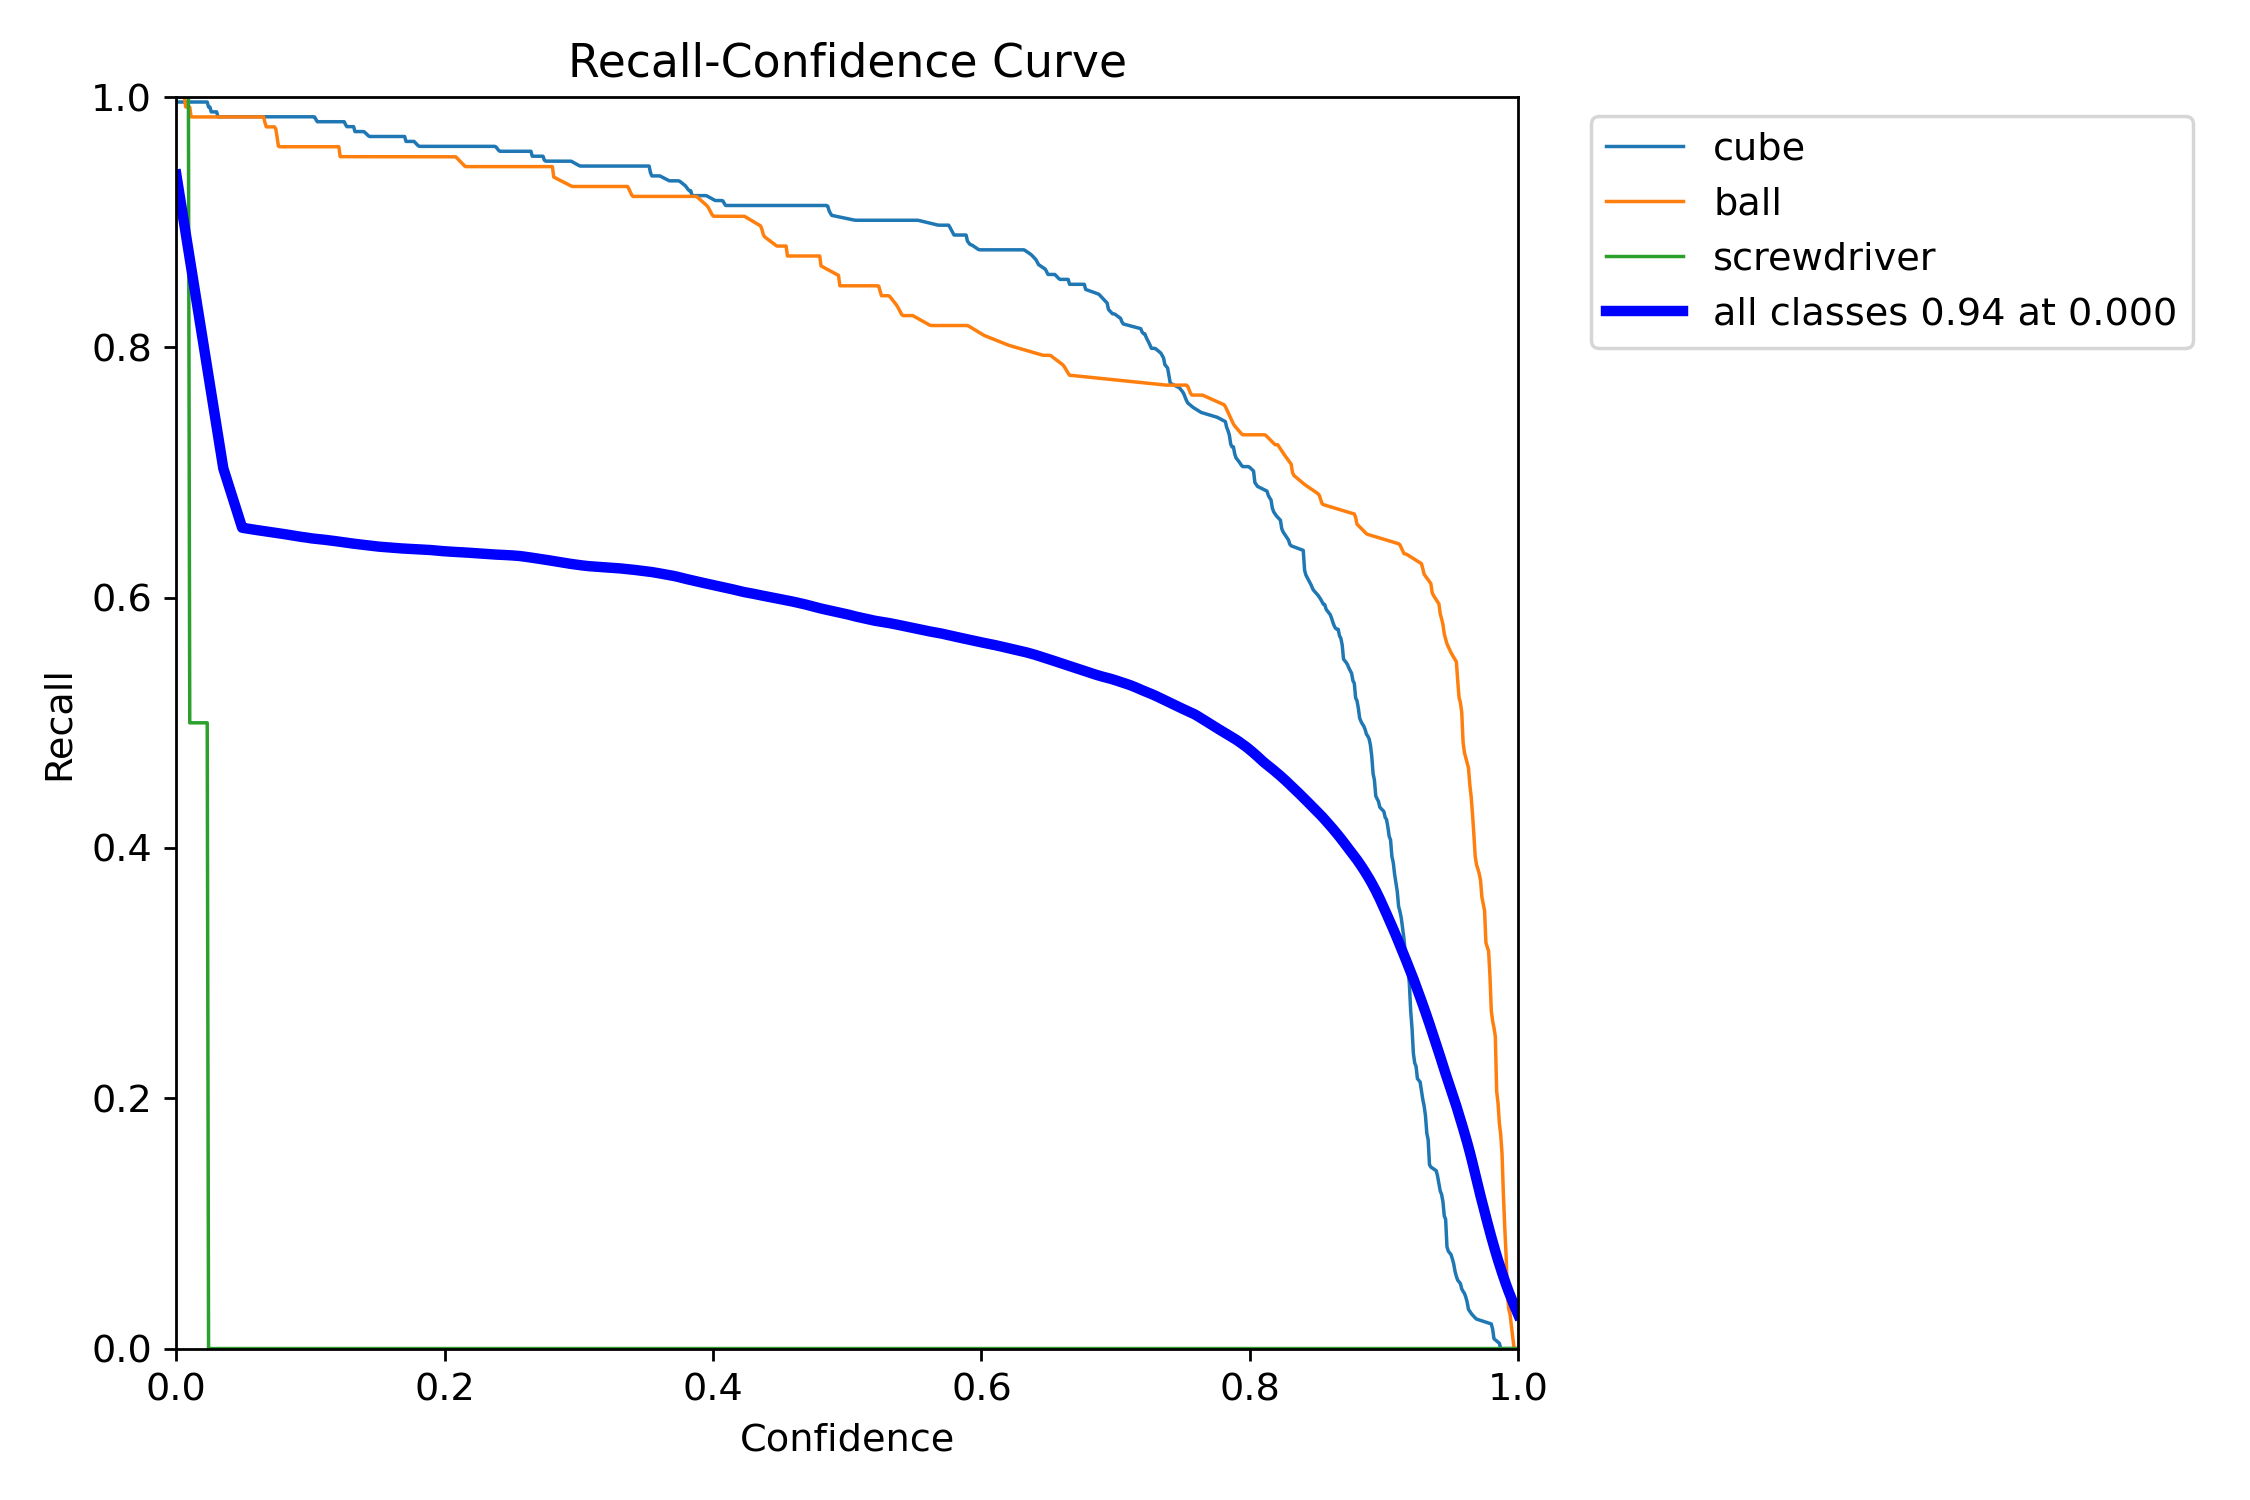 Recall-Confidence Curve
1.0
0.8
0.6
0.4
0.2
0.0
Recall
0.0 0.2 0.4 0.6 0.8 1.0
Confidence
cube
ball
screwdriver
all classes 0.94 at 0.000